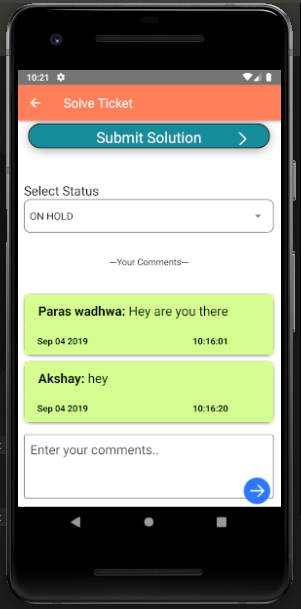 10:21
Solve Ticket
Submit Solution
Select Status
ON HOLD
—Your Comments—
Paras wadhwa: Hey are you there
Sep 04 2019 10:16:01
Akshay: hey
Sep 04 2019 10:16:20
Enter your comments..